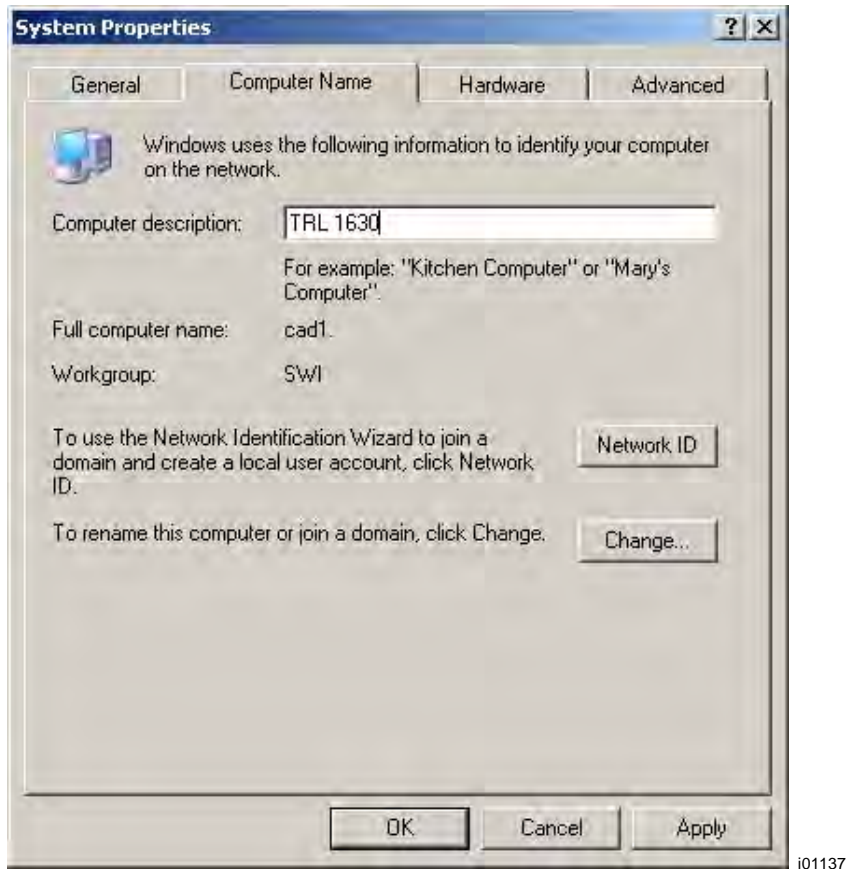 System Properties
? X
General Computer Name Hardware Advanced
Windows uses the following information to identify your computer
on the network.
Computer description: TRL 1630
For example: "Kitchen Computer" or "Mary's
Computer".
Full computer name: cad1.
Workgroup: SWI
To use the Network Identification Wizard to join a
domain and create a local user account, click Network
ID.
Network ID
To rename this computer or join a domain, click Change.
Change...
OK Cancel Apply
i01137